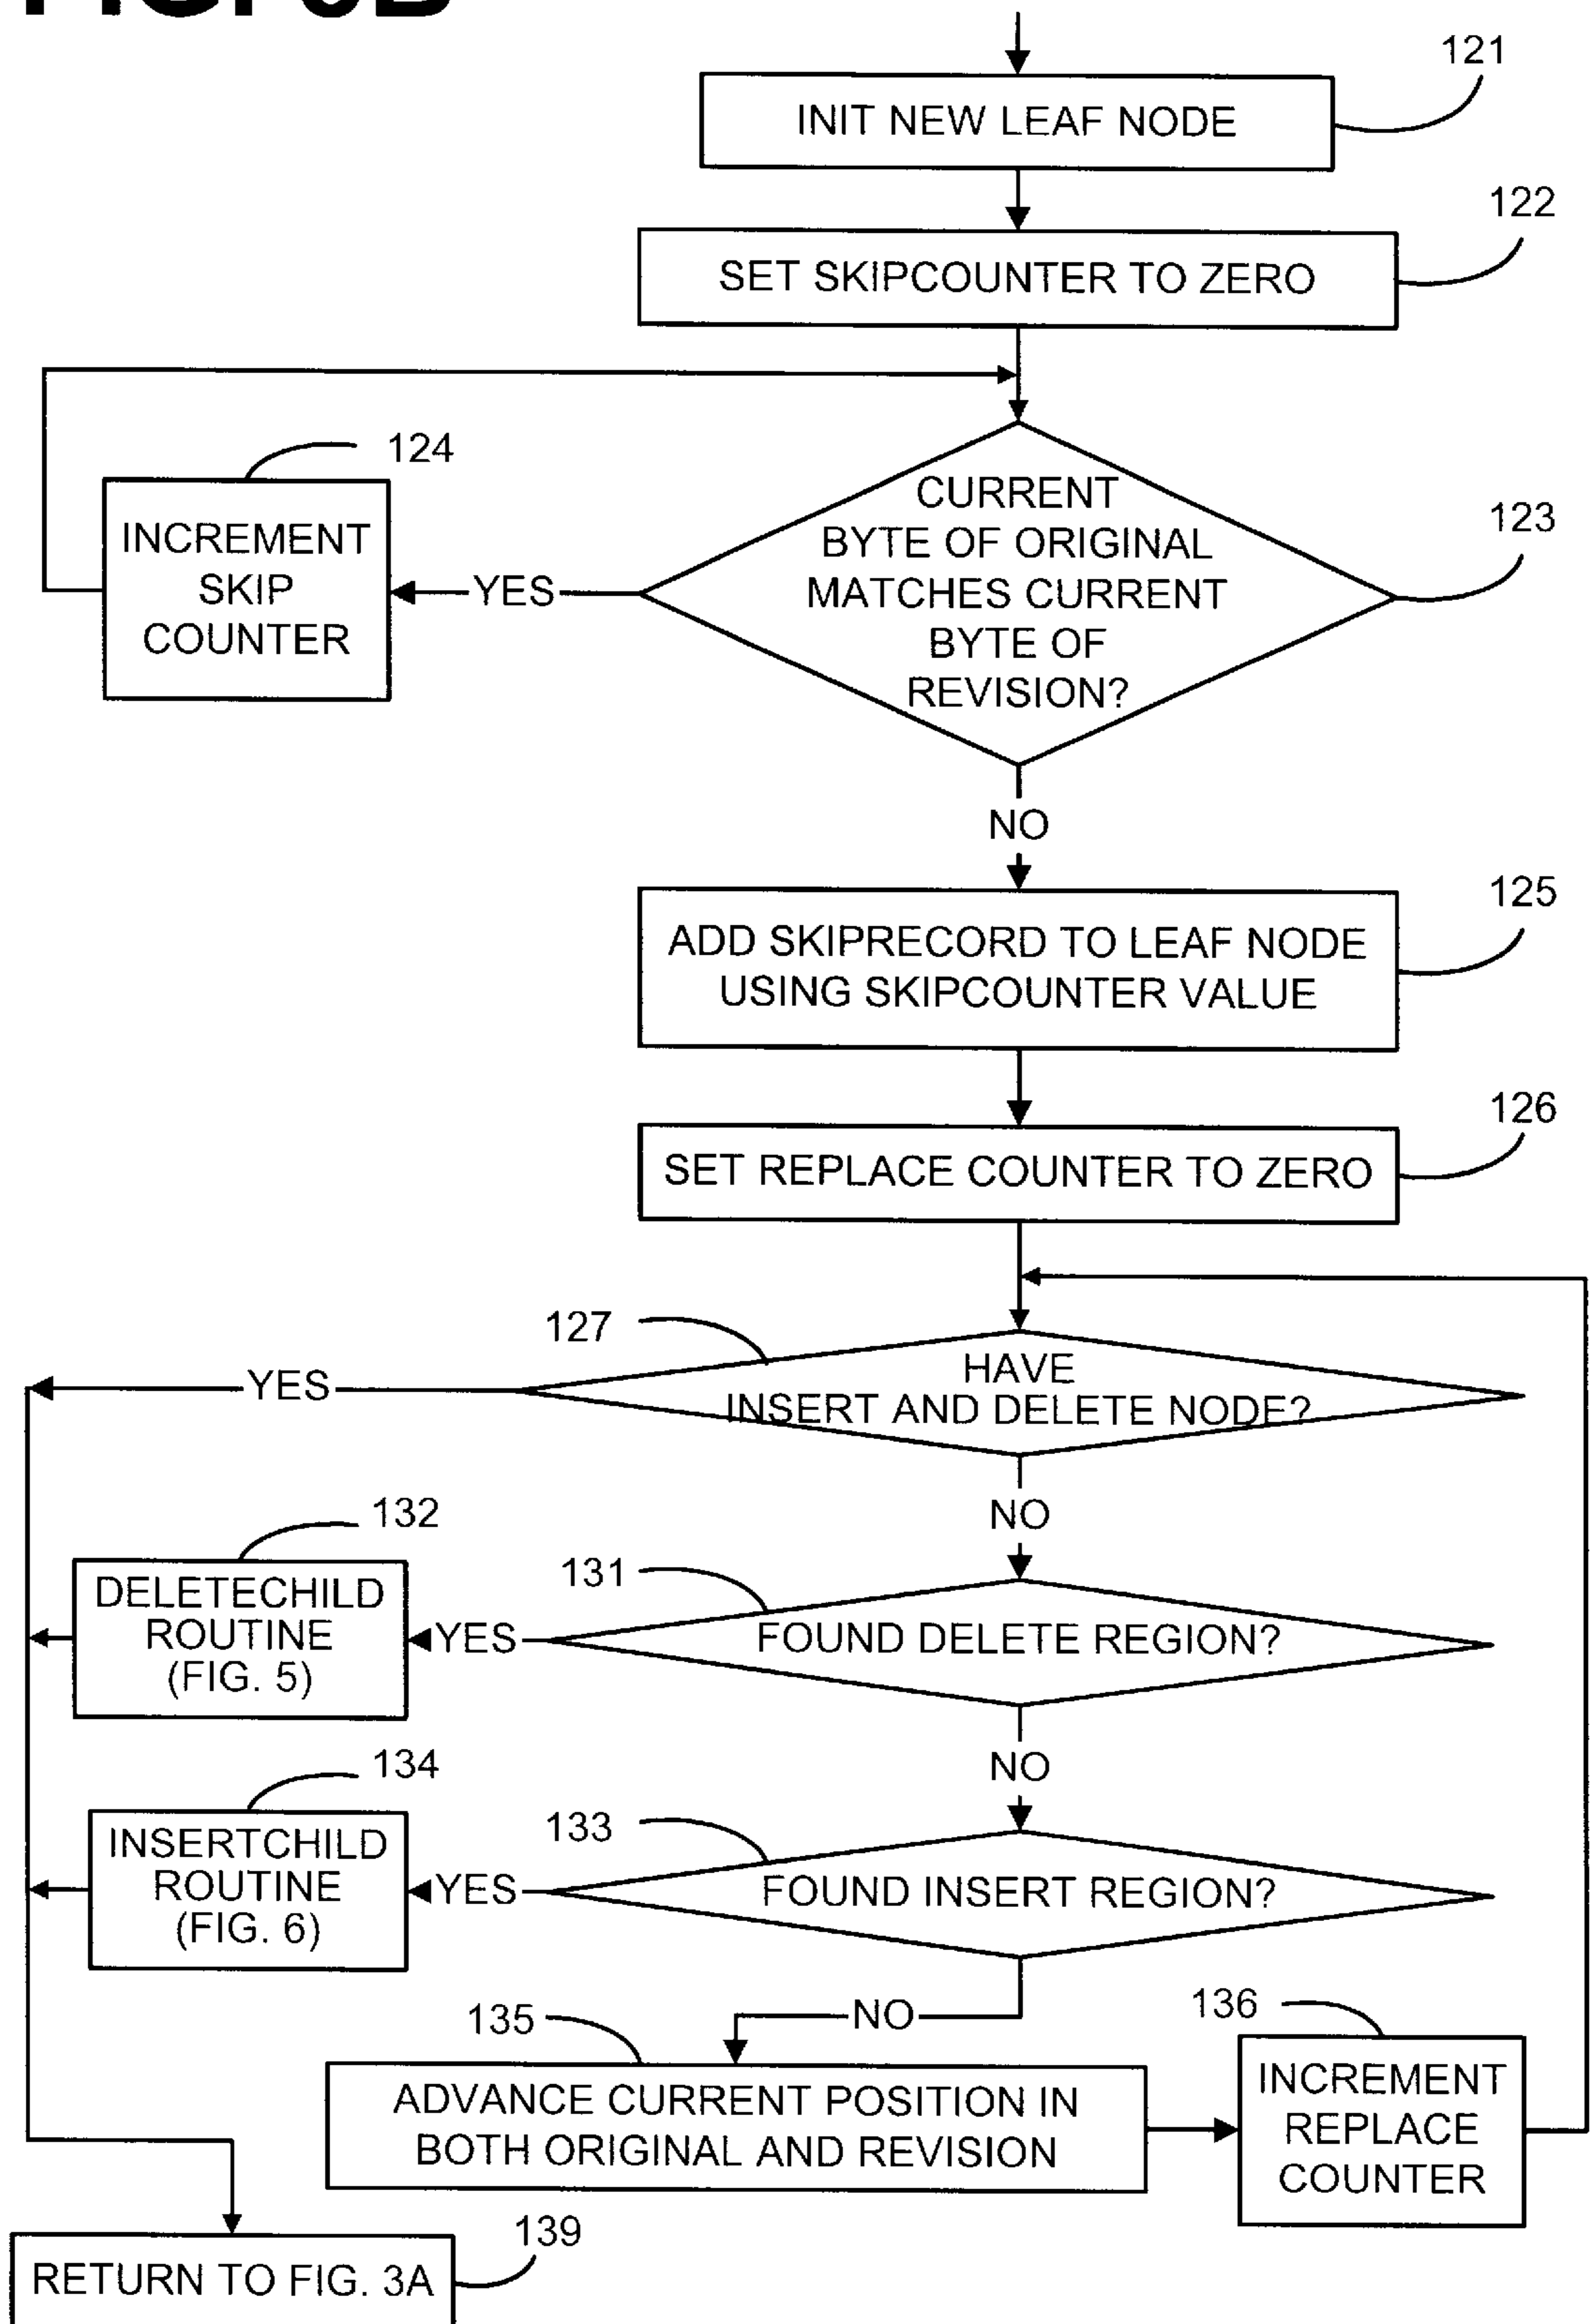 121
INIT NEW LEAF NODE
122
SET SKIPCOUNTER TO ZERO
124
INCREMENT
SKIP
COUNTER
YES
CURRENT
BYTE OF ORIGINAL
MATCHES CURRENT
BYTE OF
REVISION?
123
NO
125
ADD SKIPRECORD TO LEAF NODE
USING SKIPCOUNTER VALUE
126
SET REPLACE COUNTER TO ZERO
127
YES
HAVE
INSERT AND DELETE NODE?
NO
132
131
DELETECHILD
ROUTINE
(FIG. 5)
YES
FOUND DELETE REGION?
NO
134
133
INSERTCHILD
ROUTINE
(FIG. 6)
YES
FOUND INSERT REGION?
NO
135
136
ADVANCE CURRENT POSITION IN
BOTH ORIGINAL AND REVISION
INCREMENT
REPLACE
COUNTER
139
RETURN TO FIG. 3A